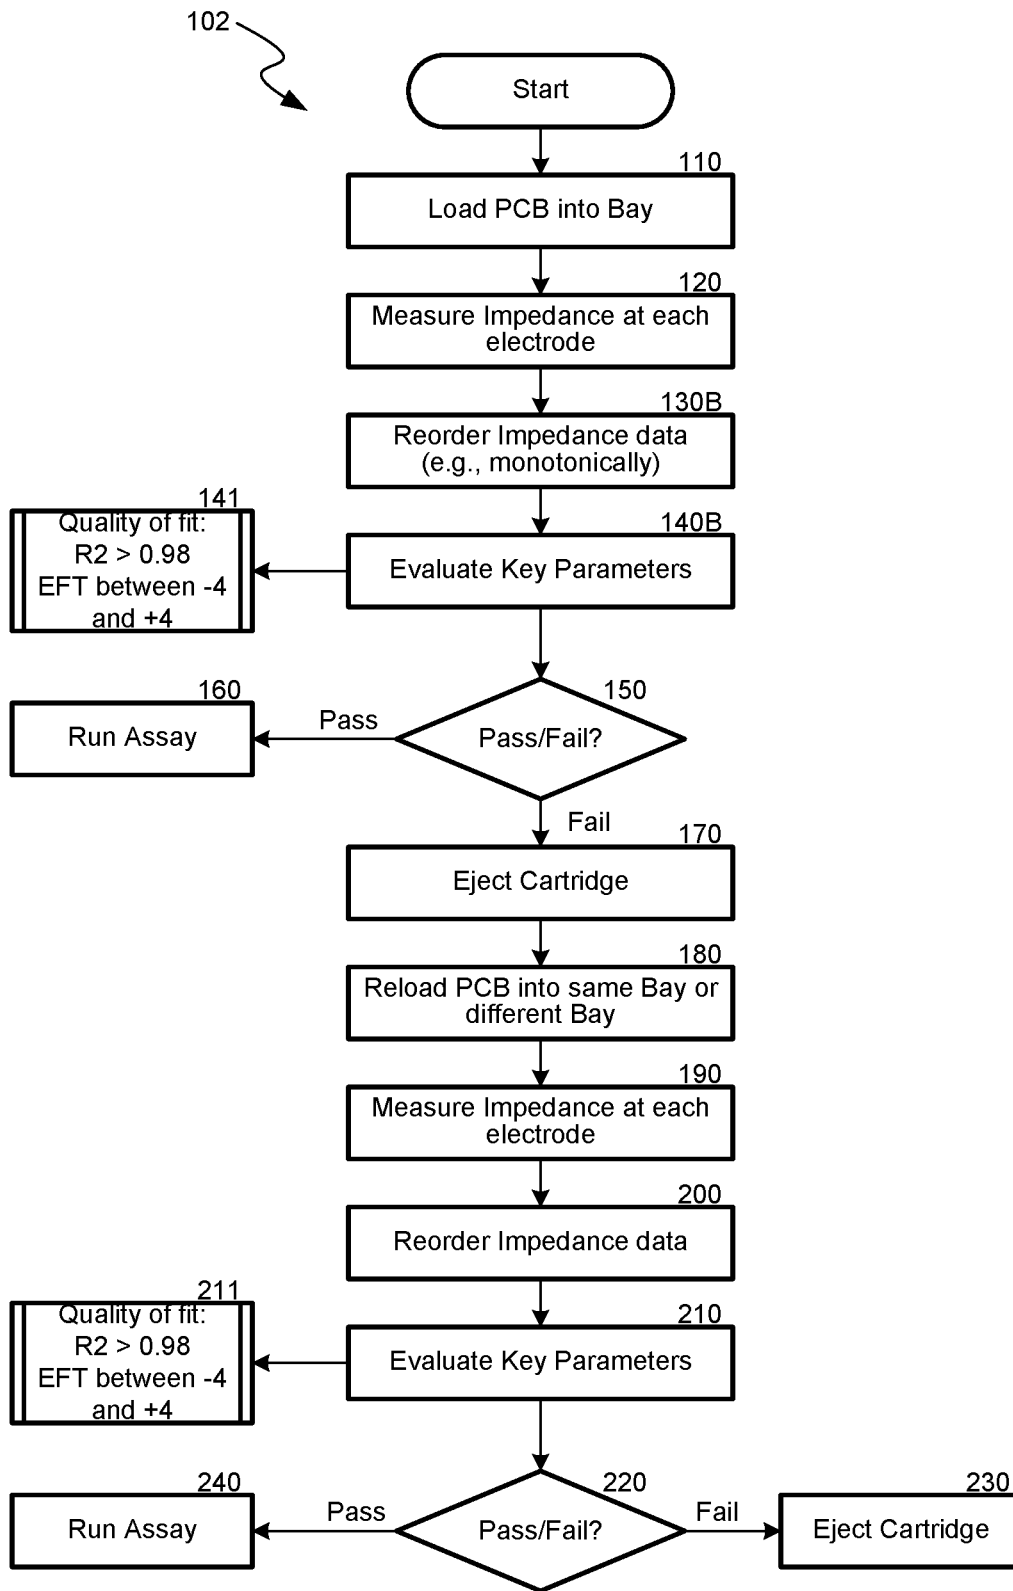 102
Start
110
Load PCB into Bay
120
Measure Impedance at each
electrode
130B
Reorder Impedance data
(e.g., monotonically)
141
Quality of fit:
R2 > 0.98
EFT between -4
and +4
140B
Evaluate Key Parameters
160
Run Assay
Pass
150
Pass/Fail?
Fail
170
Eject Cartridge
180
Reload PCB into same Bay or
different Bay
190
Measure Impedance at each
electrode
200
Reorder Impedance data
211
Quality of fit:
R2 > 0.98
EFT between -4
and +4
210
Evaluate Key Parameters
240
Run Assay
Pass
220
Pass/Fail?
Fail
230
Eject Cartridge